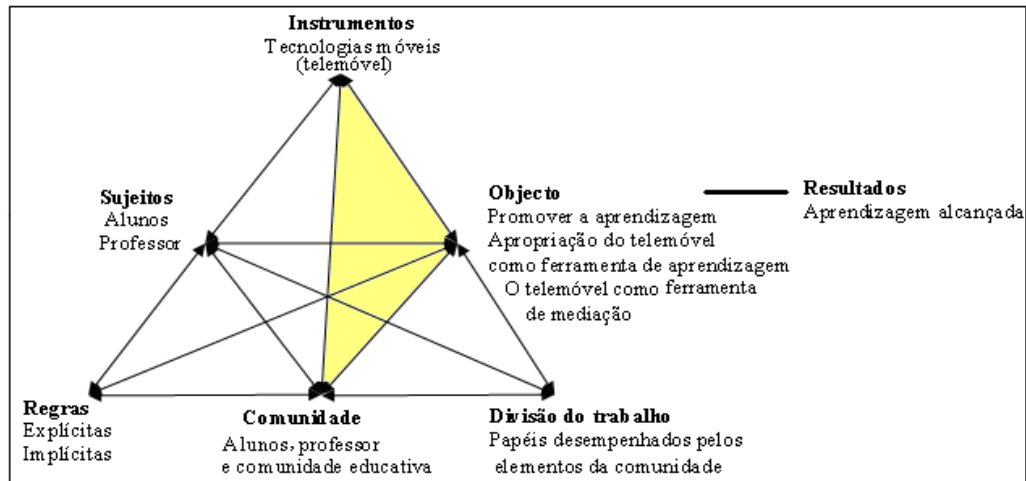 Instrumentos
Tecnologias móveis
(telemóvel)
Sujeitos
Alunos
Professor
Objecto
Promover a aprendizagem
Apropriação do telemóvel
como ferramenta de aprendizagem
O telemóvel como ferramenta
de mediação
Resultados
Aprendizagem alcançada
Regras
Explícitas
Implícitas
Comunidade
Alunos, professor
e comunidade educativa
Divisão do trabalho
Papéis desempenhados pelos
elementos da comunidade